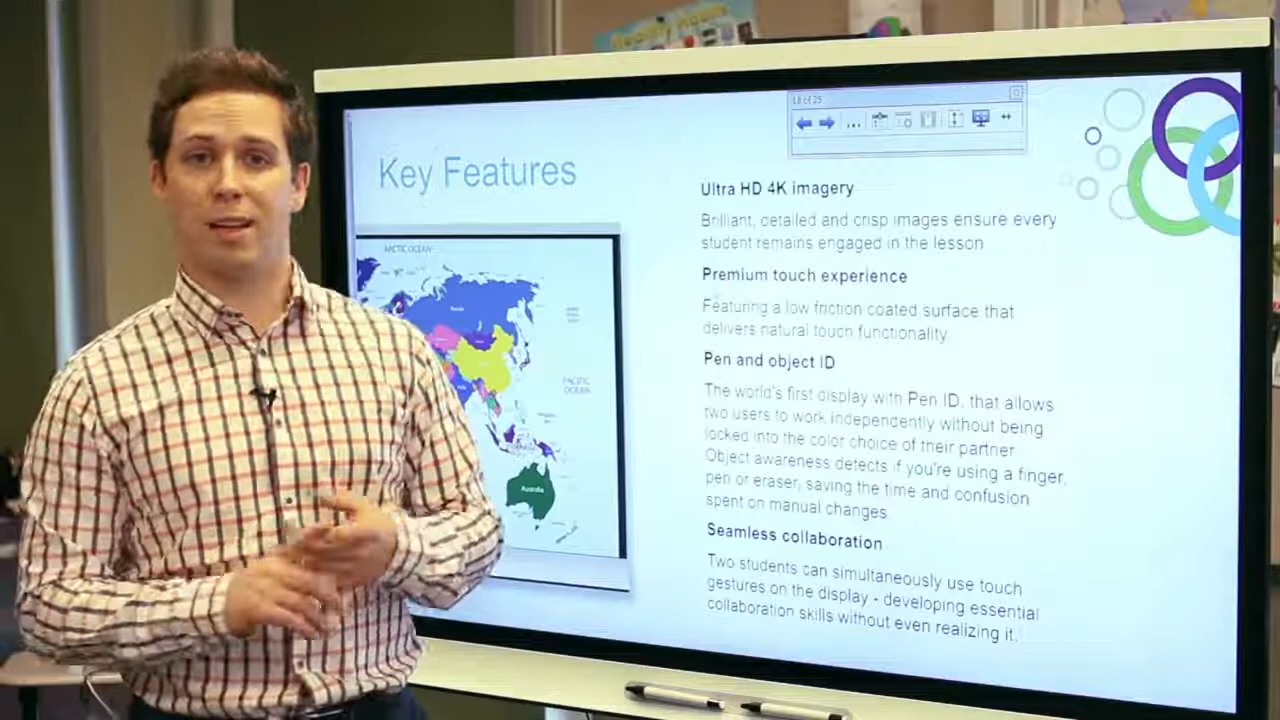 L8 of 25
Key Features
Ultra HD 4K imagery
Brilliant, detailed and crisp images ensure every
student remains engaged in the lesson
Premium touch experience
Featuring a low friction coated surface that
delivers natural touch functionality
Pen and object ID
The world's first display with Pen ID, that allows
two users to work independently without being
locked into the color choice of their partner
Object awareness detects if you're using a finger,
pen or eraser, saving the time and confusion
spent on manual changes
Seamless collaboration
Two students can simultaneously use touch
gestures on the display - developing essential
collaboration skills without even realizing it.
ARCTIC OCEAN
PACIFIC
OCEAN
Australia